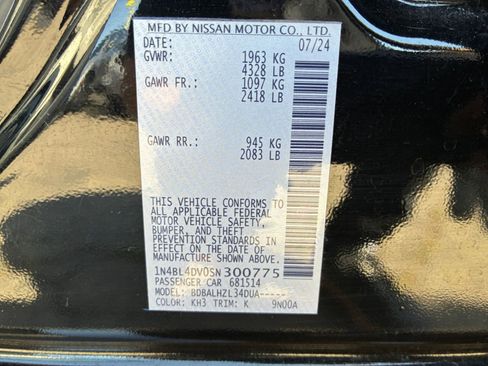 MFD BY NISSAN MOTOR CO., LTD.
DATE: 07/24
GVWR: 1963 KG
4328 LB
GAWR FR.: 1097 KG
2418 LB
GAWR RR.: 945 KG
2083 LB
THIS VEHICLE CONFORMS TO
ALL APPLICABLE FEDERAL
MOTOR VEHICLE SAFETY,
BUMPER, AND THEFT
PREVENTION STANDARDS IN
EFFECT ON THE DATE OF
MANUFACTURE SHOWN ABOVE.
1N4BL4DV0SN300775
PASSENGER CAR 681514
MODEL: BDBALHZL34DUA-----
COLOR: KH3 TRIM: K 9N00A